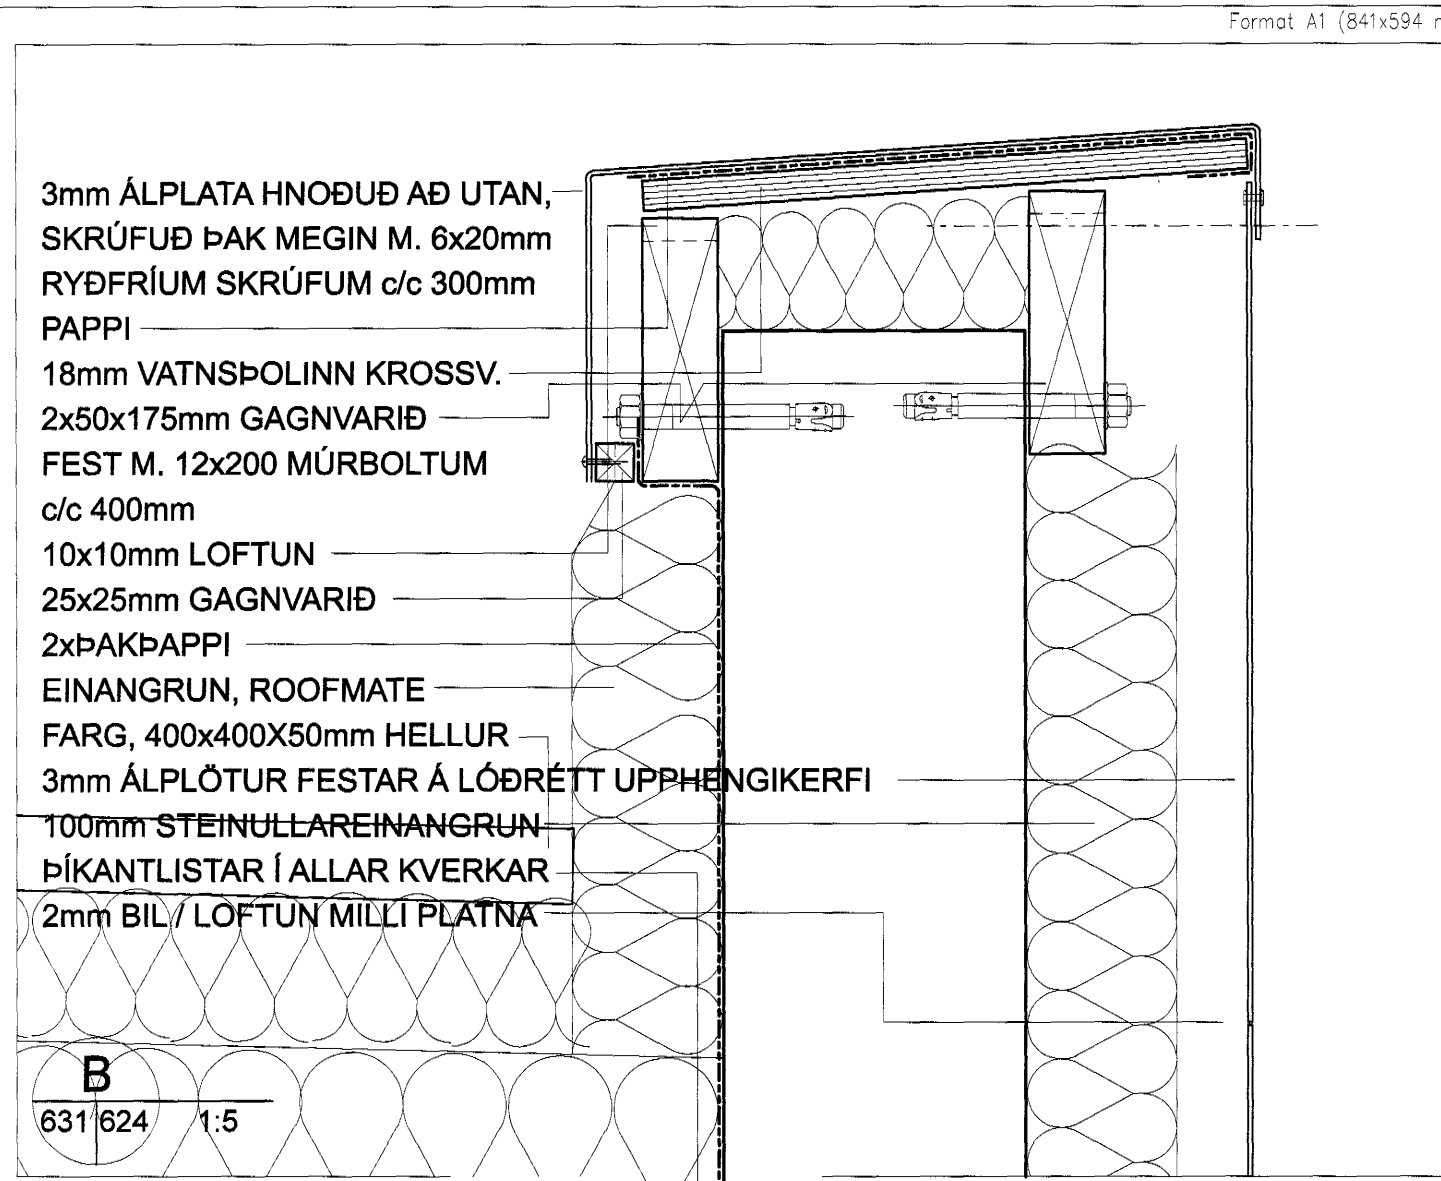 Format A1 (841x594
3mm ÁLPLATA HNOÐUÐ AÐ UTAN,
SKRÚFUÐ ÞAK MEGIN M. 6x20mm
RYÐFRÍUM SKRÚFUM c/c 300mm
PAPPI
18mm VATNSÞOLINN KROSSV.
2x50x175mm GAGNVARIÐ
FEST M. 12x200 MÚRBOLTUM
c/c 400mm
10x10mm LOFTUN
25x25mm GAGNVARIÐ
2xÞAKÞAPPI
EINANGRUN, ROOFMATE
FARG, 400x400X50mm HELLUR
3mm ÁLPLÖTUR FESTAR Á LÓÐRÉTT UPPHENGIKERFI
100mm STEINULLAREINANGRUN
ÞÍKANTLISTAR Í ALLAR KVERKAR
2mm BIL / LOFTUN MILLI PLATNA
B
631 624 1:5